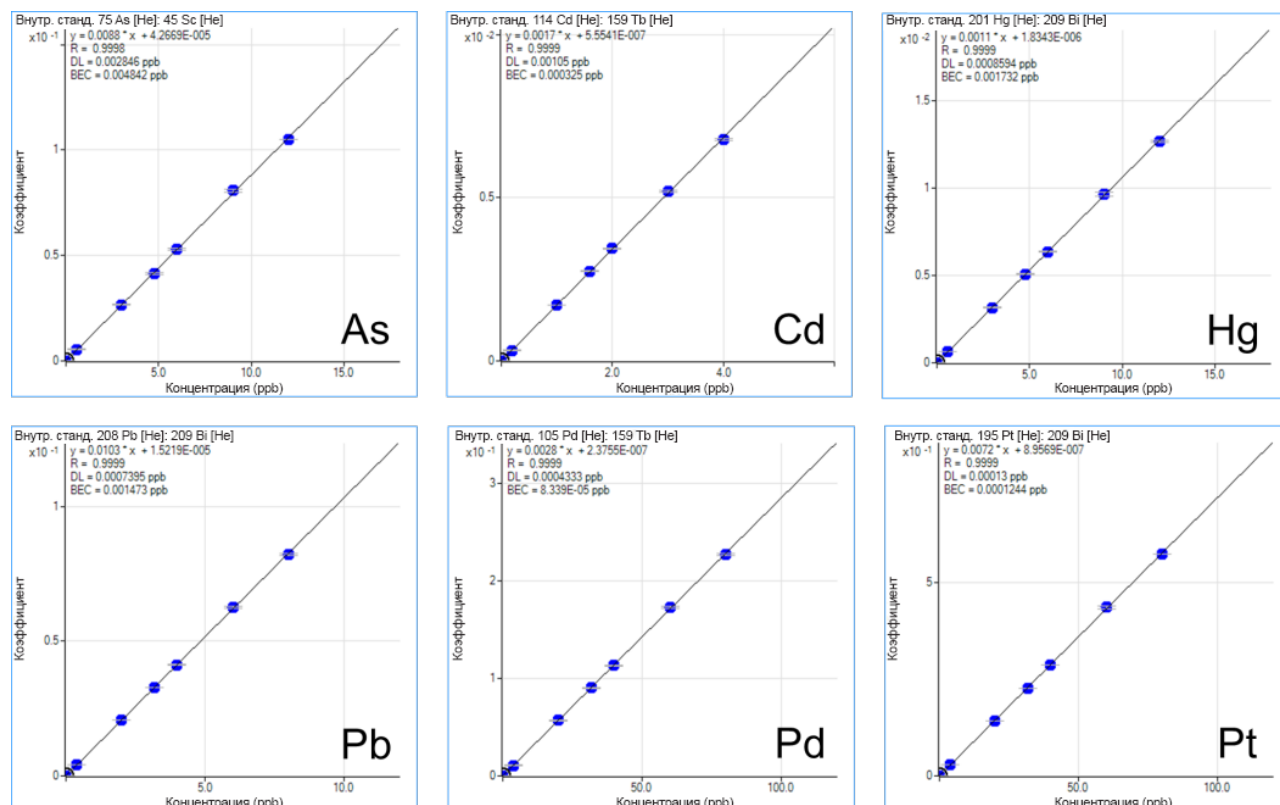 Внутр. станд. 75 As [He]: 45 Sc [He]
x10 -1
y = 0.0088 * x + 4.2669E-005
R = 0.9998
DL = 0.002846 ppb
BEC = 0.004842 ppb
Коэффициент
1
0.5
0
As
5.0
10.0
15.0
Концентрация (ppb)
Внутр. станд. 114 Cd [He]: 159 Tb [He]
x10 -2
y = 0.0017 * x + 5.5541E-007
R = 0.9999
DL = 0.00105 ppb
BEC = 0.000325 ppb
Коэффициент
0.5
0
Cd
2.0
4.0
Концентрация (ppb)
Внутр. станд. 201 Hg [He]: 209 Bi [He]
x10 -2
y = 0.0011 * x + 1.8343E-006
R = 0.9999
DL = 0.0008594 ppb
BEC = 0.001732 ppb
Коэффициент
1.5
1
0.5
0
Hg
5.0
10.0
15.0
Концентрация (ppb)
Внутр. станд. 208 Pb [He]: 209 Bi [He]
x10 -1
y = 0.0103 * x + 1.5219E-005
R = 0.9999
DL = 0.0007395 ppb
BEC = 0.001473 ppb
Коэффициент
1
0.5
0
Pb
5.0
10.0
Концентрация (ppb)
Внутр. станд. 105 Pd [He]: 159 Tb [He]
x10 -1
y = 0.0028 * x + 2.3755E-007
R = 0.9999
DL = 0.0004333 ppb
BEC = 8.339E-05 ppb
Коэффициент
3
2
1
0
Pd
50.0
100.0
Концентрация (ppb)
Внутр. станд. 195 Pt [He]: 209 Bi [He]
x10 -1
y = 0.0072 * x + 8.9569E-007
R = 0.9999
DL = 0.00013 ppb
BEC = 0.0001244 ppb
Коэффициент
5
0
Pt
50.0
100.0
Концентрация (ppb)